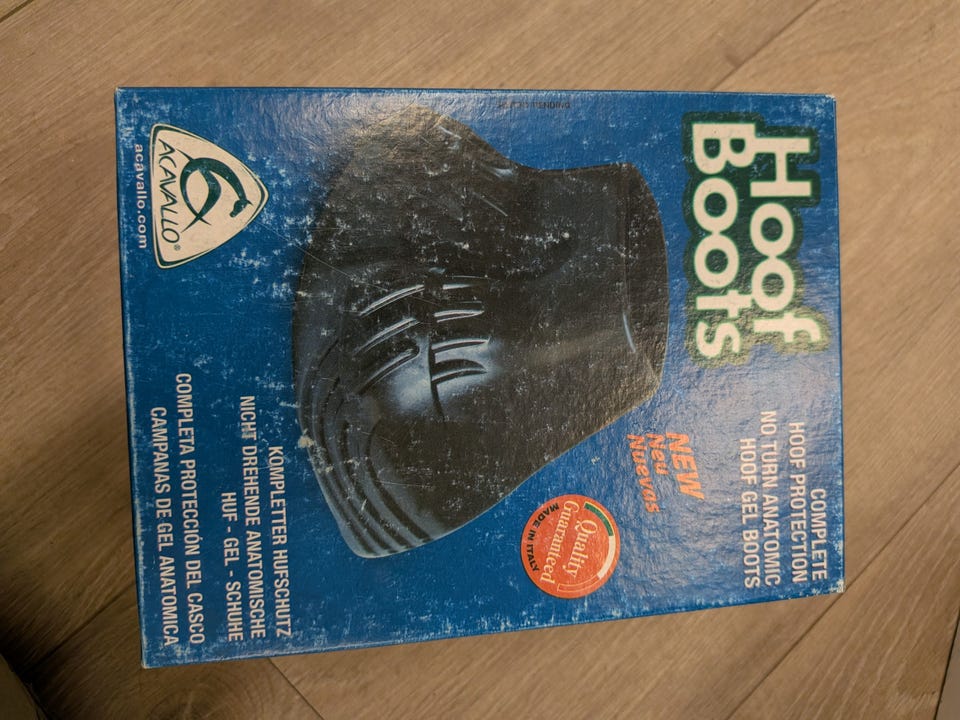 Hoof
Boots
COMPLETE
HOOF PROTECTION
NO TURN ANATOMIC
HOOF GEL BOOTS
NEW
Neu
Nuevas
Quality
Guaranteed
MADE IN ITALY
KOMPLETTER HUFSCHUTZ
NICHT DREHENDE ANATOMISCHE
HUF - GEL - SCHUHE
COMPLETA PROTECCIÓN DEL CASCO
CAMPANAS DE GEL ANATOMICA
ACAVALLO®
acavallo.com